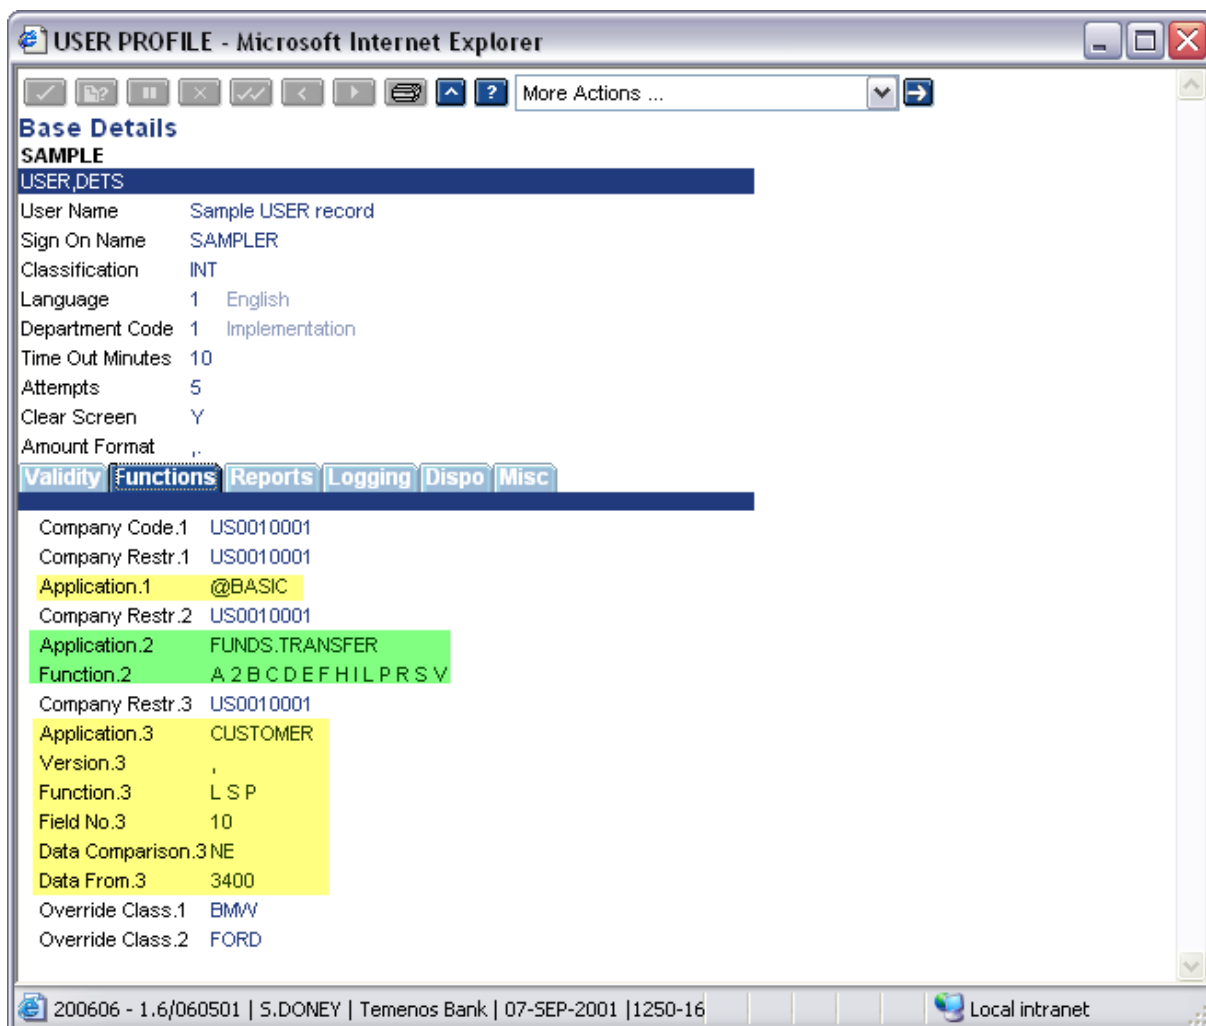 USER PROFILE - Microsoft Internet Explorer
More Actions ...
Base Details
SAMPLE
USER,DETS
User Name Sample USER record
Sign On Name SAMPLER
Classification INT
Language 1 English
Department Code 1 Implementation
Time Out Minutes 10
Attempts 5
Clear Screen Y
Amount Format ,.
Validity Functions Reports Logging Dispo Misc
Company Code.1 US0010001
Company Restr.1 US0010001
Application.1 @BASIC
Company Restr.2 US0010001
Application.2 FUNDS.TRANSFER
Function.2 A 2 B C D E F H I L P R S V
Company Restr.3 US0010001
Application.3 CUSTOMER
Version.3 ,
Function.3 L S P
Field No.3 10
Data Comparison.3 NE
Data From.3 3400
Override Class.1 BMW
Override Class.2 FORD
200606 - 1.6/060501 | S.DONEY | Temenos Bank | 07-SEP-2001 |1250-16 Local intranet